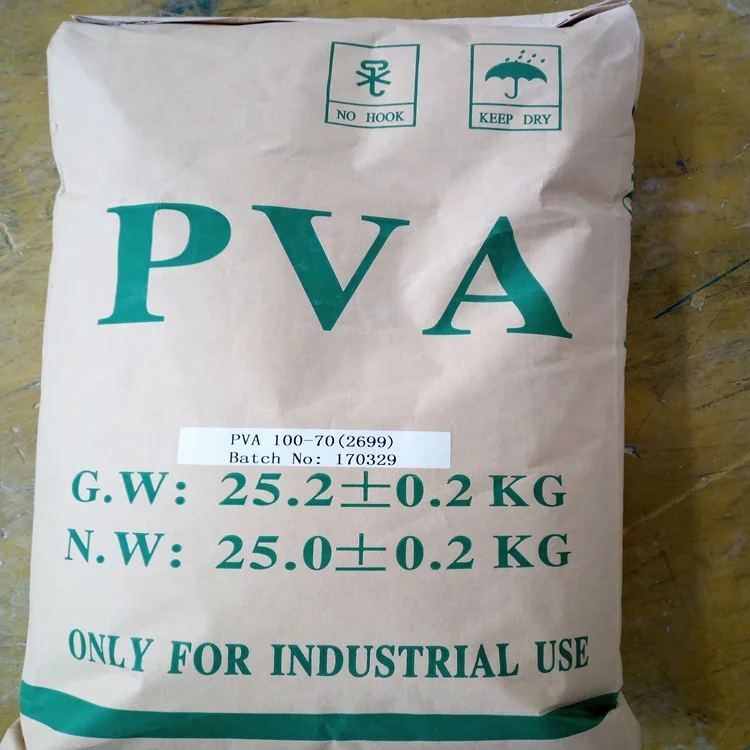 NO HOOK
KEEP DRY
PVA
PVA 100-70(2699)
Batch No: 170329
G.W: 25.2±0.2 KG
N.W: 25.0±0.2 KG
ONLY FOR INDUSTRIAL USE